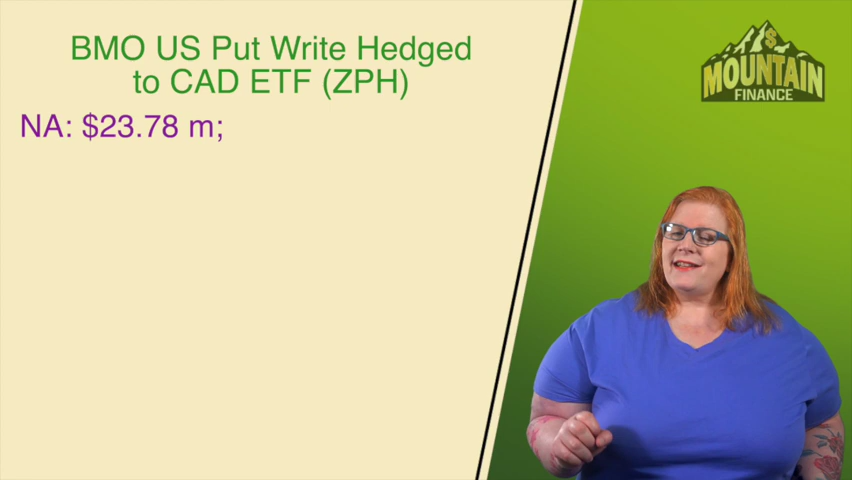 BMO US Put Write Hedged
to CAD ETF (ZPH)
NA: $23.78 m;
$
MOUNTAIN
FINANCE